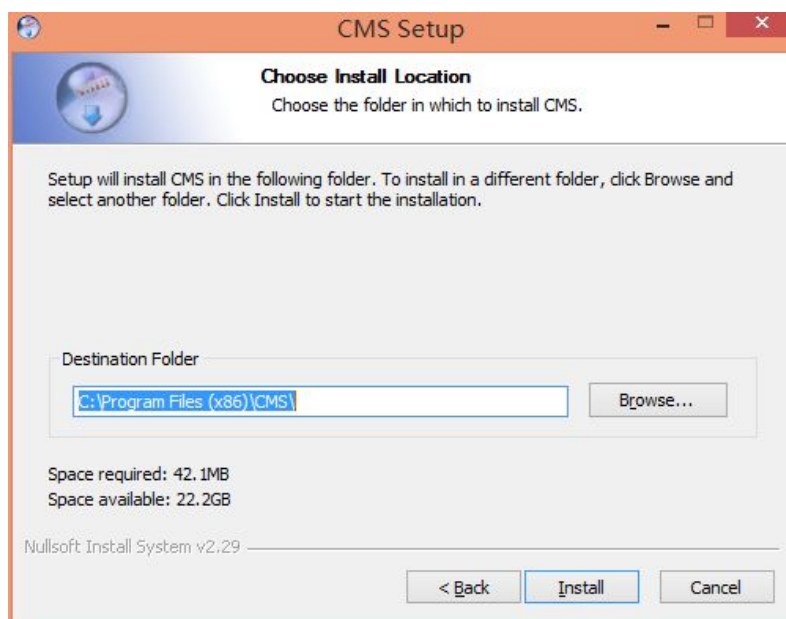 CMS Setup
Choose Install Location
Choose the folder in which to install CMS.
Setup will install CMS in the following folder. To install in a different folder, click Browse and
select another folder. Click Install to start the installation.
Destination Folder
C:\Program Files (x86)\CMS\
Browse...
Space required: 42.1MB
Space available: 22.2GB
Nullsoft Install System v2.29
< Back
Install
Cancel